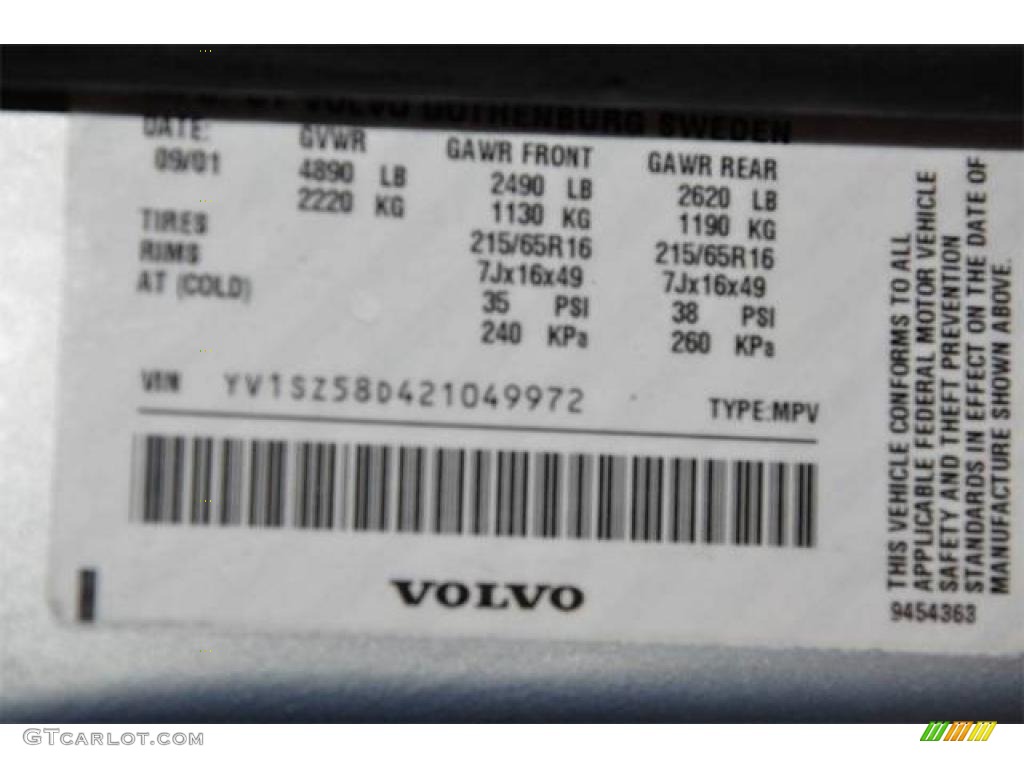 VOLVO GOTHENBURG SWEDEN
DATE: GVWR GAWR FRONT GAWR REAR
09/01 4890 LB 2490 LB 2620 LB
2220 KG 1130 KG 1190 KG
TIRES 215/65R16 215/65R16
RIMS 7Jx16x49 7Jx16x49
AT (COLD) 35 PSI 38 PSI
240 KPa 260 KPa
VIN YV1SZ58D421049972 TYPE:MPV
VOLVO
THIS VEHICLE CONFORMS TO ALL
APPLICABLE FEDERAL MOTOR VEHICLE
SAFETY AND THEFT PREVENTION
STANDARDS IN EFFECT ON THE DATE OF
MANUFACTURE SHOWN ABOVE.
9454363
GTCARLOT.COM